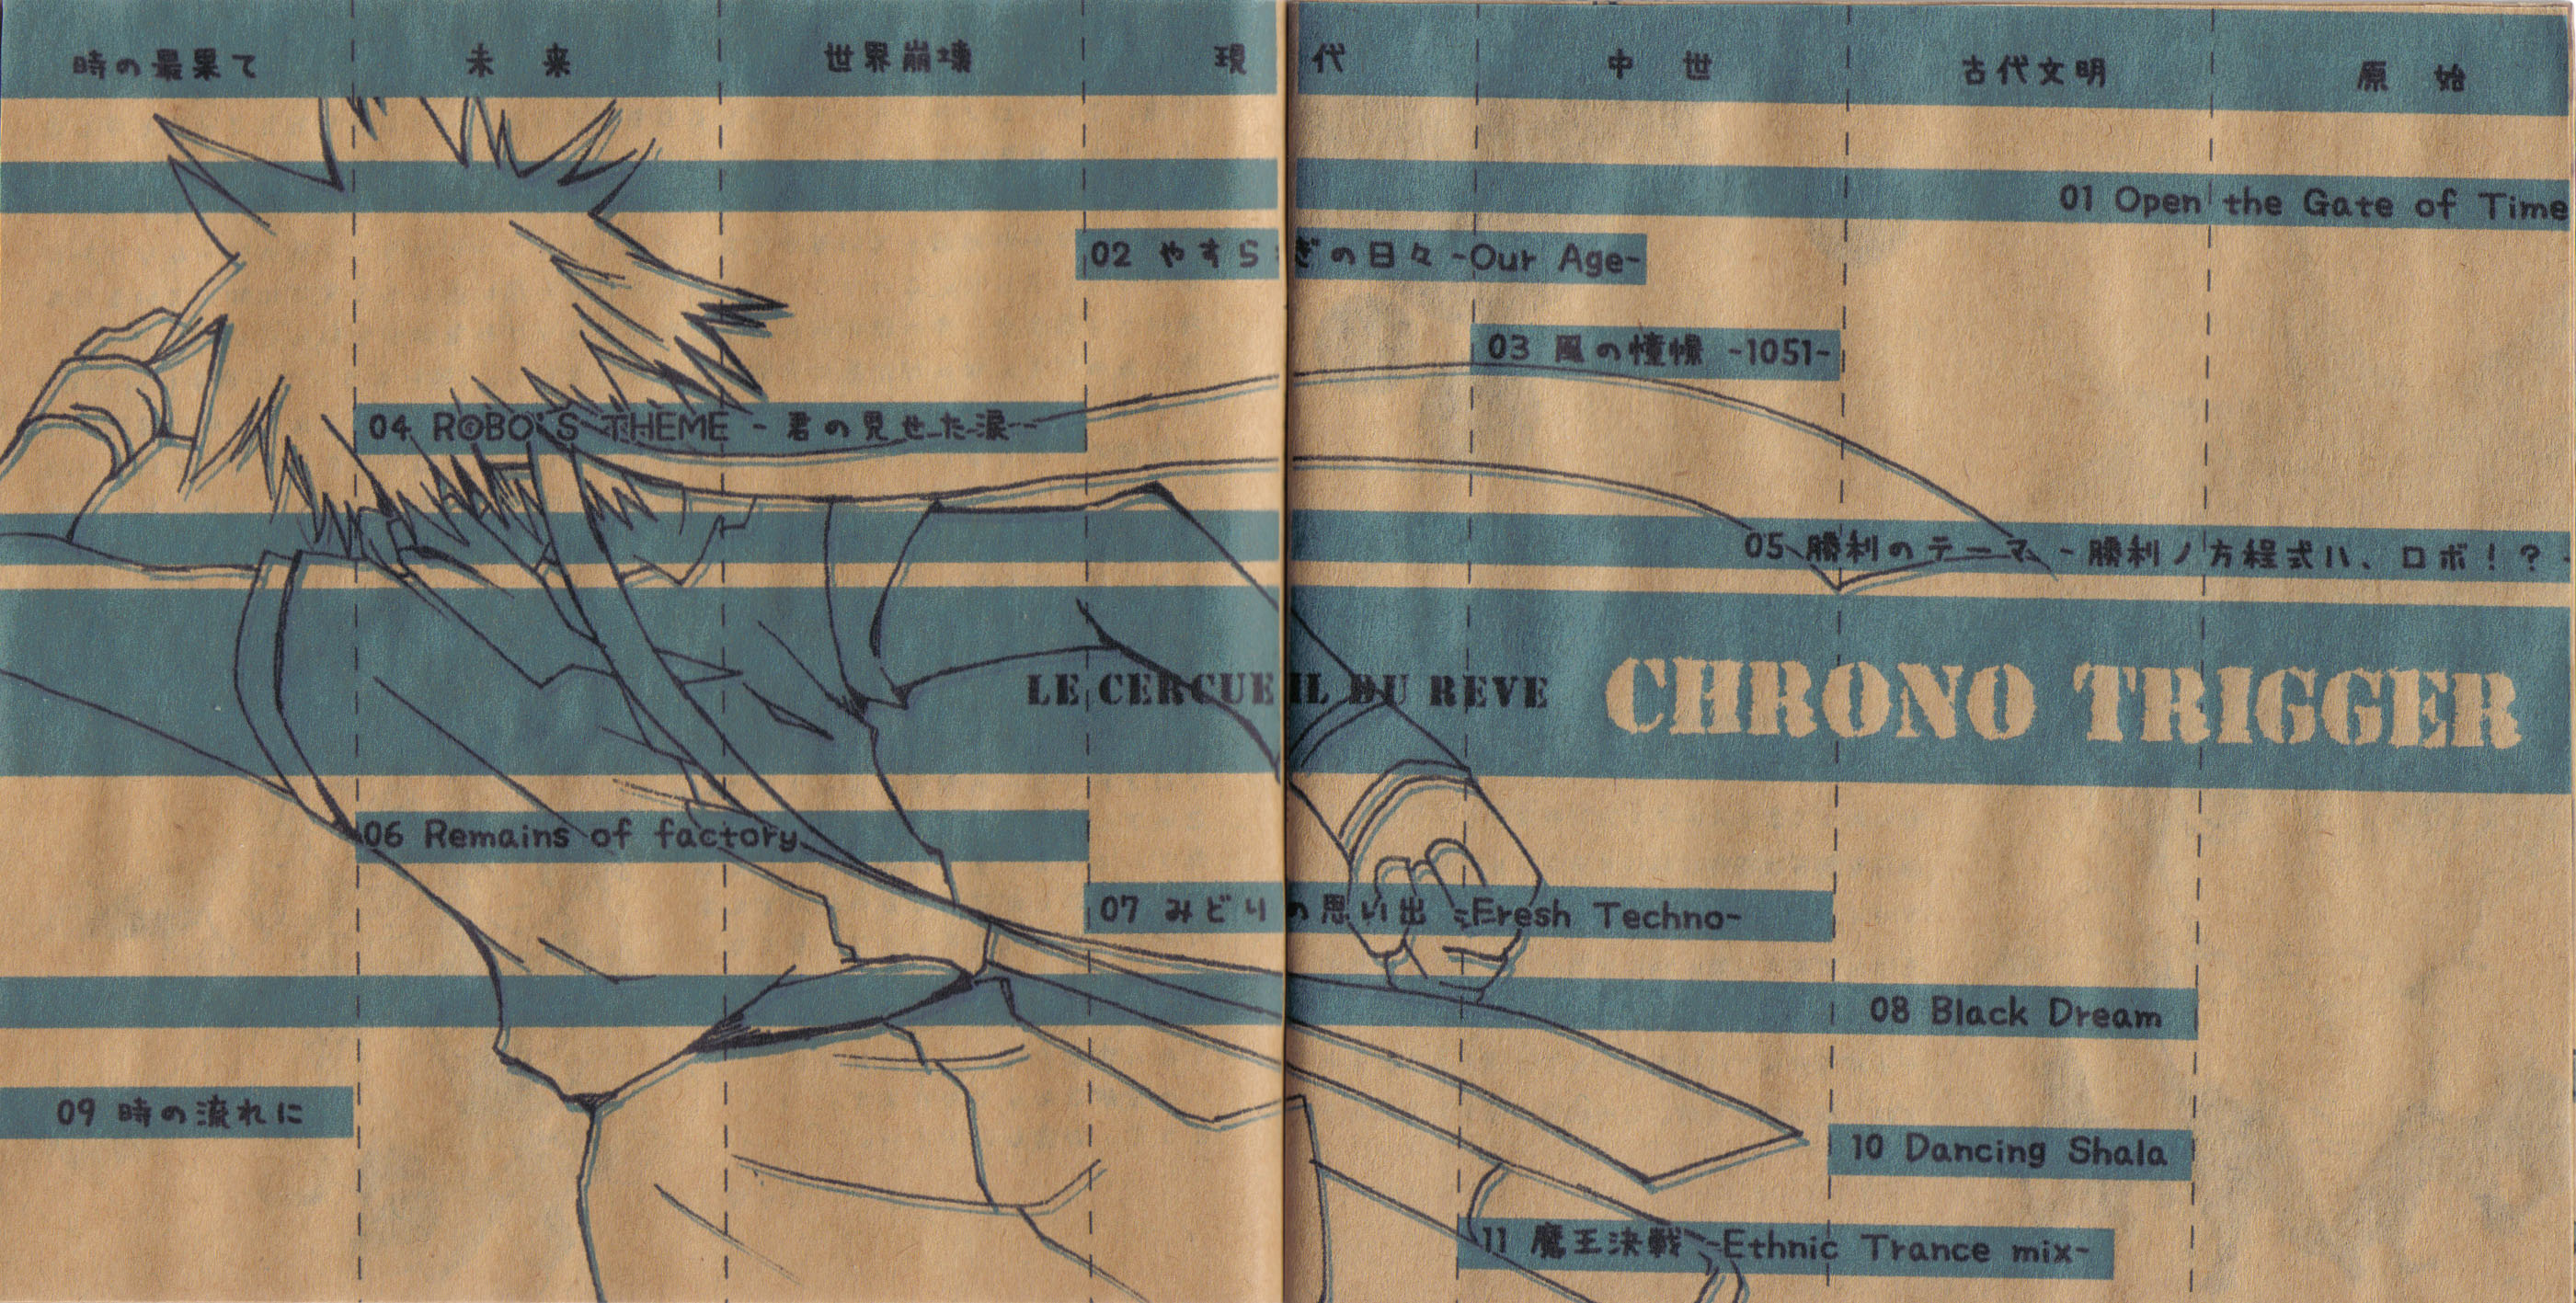 時の最果て 未来 世界崩壊 現代 中世 古代文明 原始
01 Open the Gate of Time
02 やすらぎの日々 -Our Age-
03 風の憧憬 -1051-
04 ROBO'S THEME - 君の見せた涙 -
05 勝利のテーマ - 勝利ノ方程式ハ、ロボ！？ -
LE CERCUEIL DU REVE CHRONO TRIGGER
06 Remains of factory
07 みどりの思い出 -Fresh Techno-
08 Black Dream
09 時の流れに
10 Dancing Shala
11 魔王決戦 -Ethnic Trance mix-